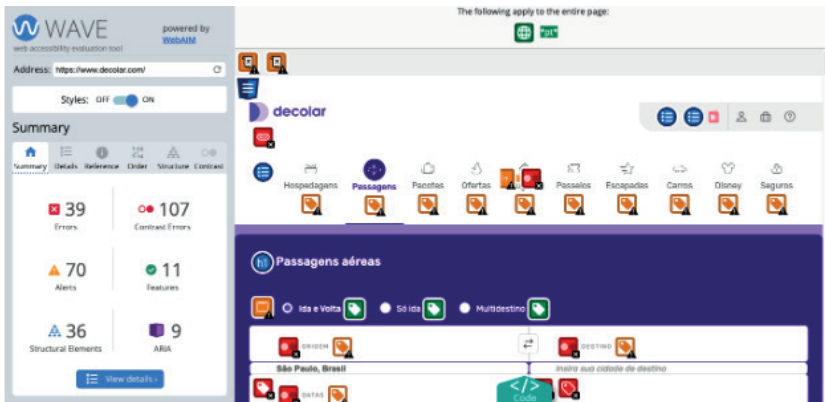 WAVE
web accessibility evaluation tool
powered by
WebAIM
Address: https://www.decolar.com/
Styles: OFF ON
Summary
Summary Details Reference Order Structure Contrast
39
Errors
107
Contrast Errors
70
Alerts
11
Features
36
Structural Elements
9
ARIA
View details ›
The following apply to the entire page:
"pt"
decolar
Hospedagens Passagens Pacotes Ofertas Passeios Escapadas Carros Disney Seguros
h1 Passagens aéreas
Ida e Volta Só ida Multidestino
ORIGEM DESTINO
São Paulo, Brasil Insira sua cidade de destino
DATAS
</>
Code